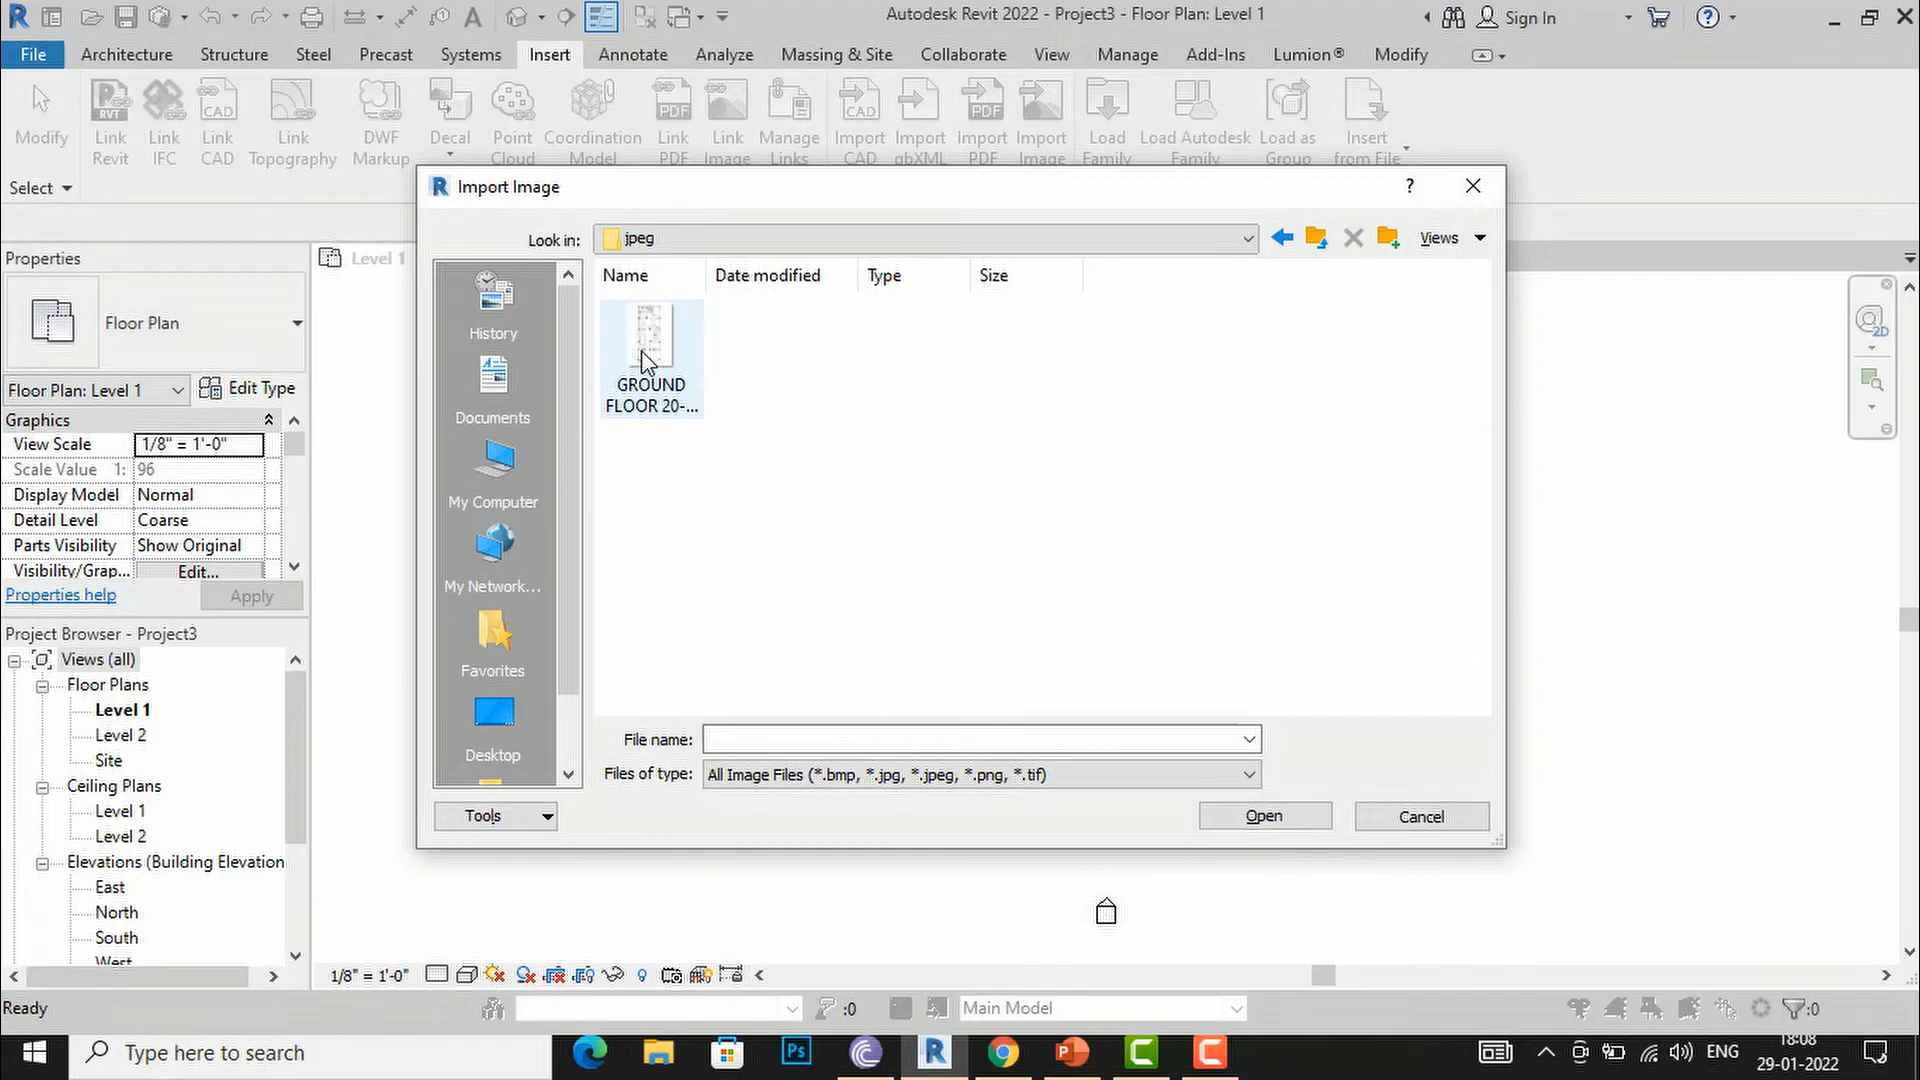 Autodesk Revit 2022 - Project3 - Floor Plan: Level 1
Sign In
File Architecture Structure Steel Precast Systems Insert Annotate Analyze Massing & Site Collaborate View Manage Add-Ins Lumion® Modify
Modify
Link Revit
Link IFC
Link CAD
Link Topography
DWF Markup
Decal
Point Cloud
Coordination Model
Link PDF
Link Image
Manage Links
Import CAD
Import gbXML
Import PDF
Import Image
Load Family
Load Autodesk Family
Load as Group
Insert from File
Select
Import Image
Look in: jpeg Views
Name Date modified Type Size
GROUND
FLOOR 20-...
History
Documents
My Computer
My Network...
Favorites
Desktop
File name:
Files of type: All Image Files (*.bmp, *.jpg, *.jpeg, *.png, *.tif)
Tools Open Cancel
Properties
Level 1
Floor Plan
Floor Plan: Level 1 Edit Type
Graphics
View Scale 1/8" = 1'-0"
Scale Value 1: 96
Display Model Normal
Detail Level Coarse
Parts Visibility Show Original
Visibility/Grap... Edit...
Properties help Apply
Project Browser - Project3
Views (all)
Floor Plans
Level 1
Level 2
Site
Ceiling Plans
Level 1
Level 2
Elevations (Building Elevation
East
North
South
West
1/8" = 1'-0"
Ready :0 Main Model :0
Type here to search
ENG
18:08
29-01-2022